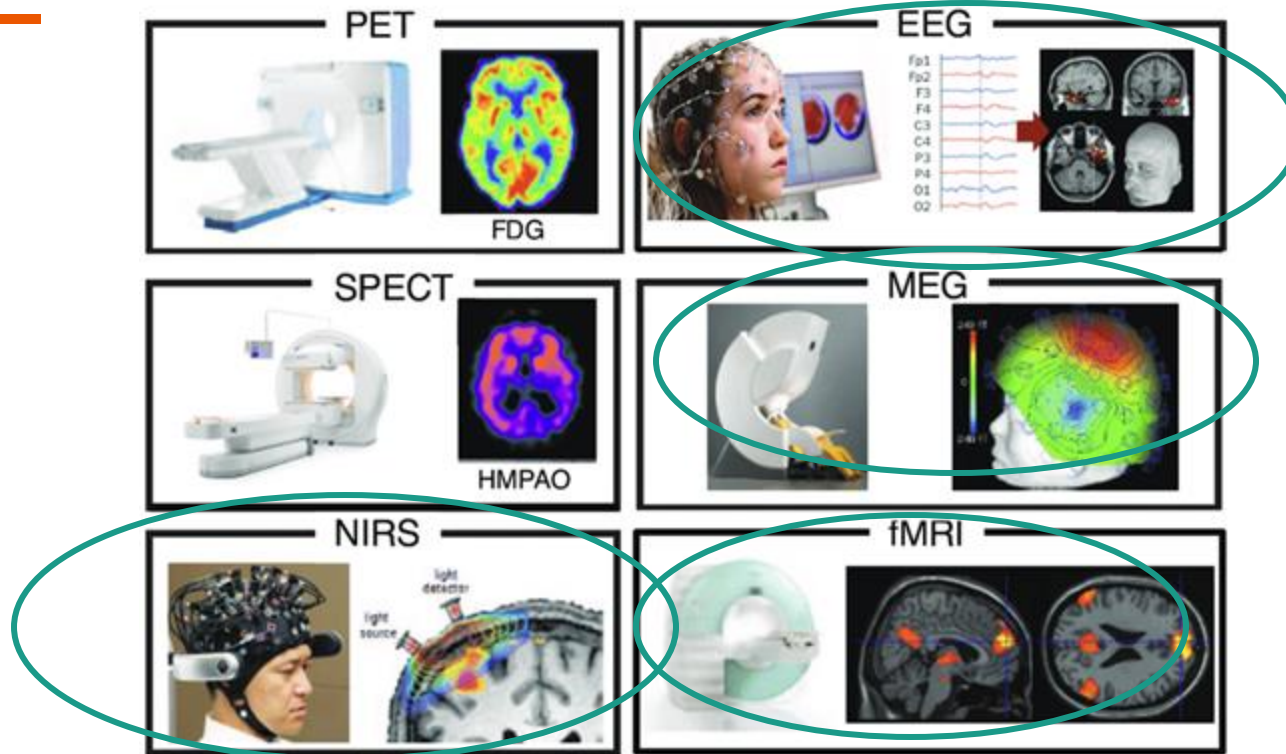 PET
FDG
EEG
Fp1
Fp2
F3
F4
C3
C4
P3
P4
O1
O2
SPECT
HMPAO
MEG
0
NIRS
light
detector
light
source
fMRI